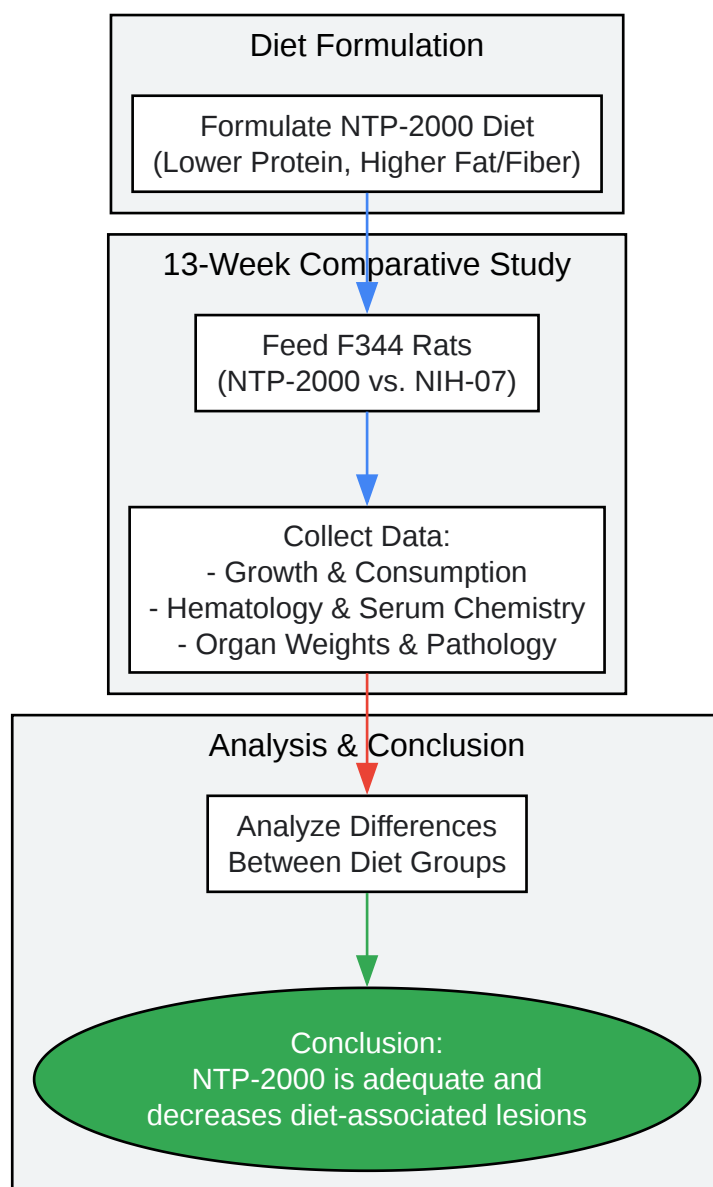 Diet Formulation
Formulate NTP-2000 Diet
(Lower Protein, Higher Fat/Fiber)
13-Week Comparative Study
Feed F344 Rats
(NTP-2000 vs. NIH-07)
Collect Data:
- Growth & Consumption
- Hematology & Serum Chemistry
- Organ Weights & Pathology
Analysis & Conclusion
Analyze Differences
Between Diet Groups
Conclusion:
NTP-2000 is adequate and
decreases diet-associated lesions